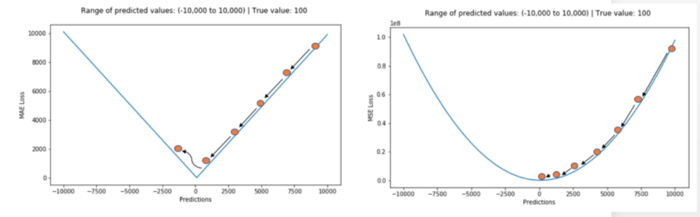 Range of predicted values: (-10,000 to 10,000) | True value: 100
10000
8000
6000
4000
2000
0
MAE Loss
−10000 −7500 −5000 −2500 0 2500 5000 7500 10000
Predictions
Range of predicted values: (-10,000 to 10,000) | True value: 100
1e8
1.0
0.8
0.6
0.4
0.2
0.0
MSE Loss
−10000 −7500 −5000 −2500 0 2500 5000 7500 10000
Predictions